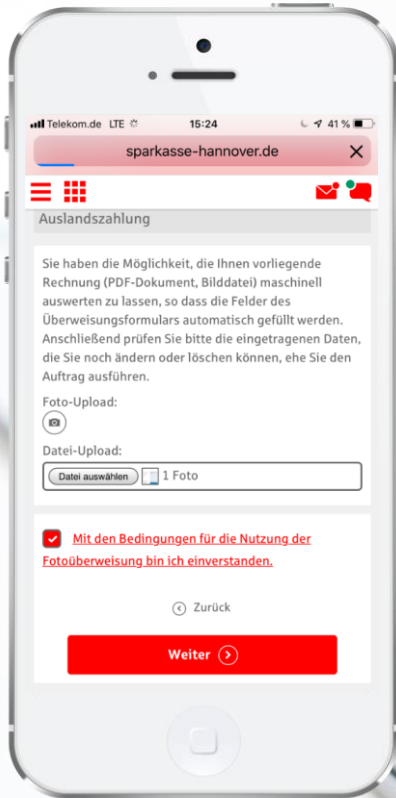 Telekom.de LTE 15:24 41 %
sparkasse-hannover.de
Auslandszahlung
Sie haben die Möglichkeit, die Ihnen vorliegende
Rechnung (PDF-Dokument, Bilddatei) maschinell
auswerten zu lassen, so dass die Felder des
Überweisungsformulars automatisch gefüllt werden.
Anschließend prüfen Sie bitte die eingetragenen Daten,
die Sie noch ändern oder löschen können, ehe Sie den
Auftrag ausführen.
Foto-Upload:
Datei-Upload:
Datei auswählen 1 Foto
Mit den Bedingungen für die Nutzung der
Fotoüberweisung bin ich einverstanden.
Zurück
Weiter